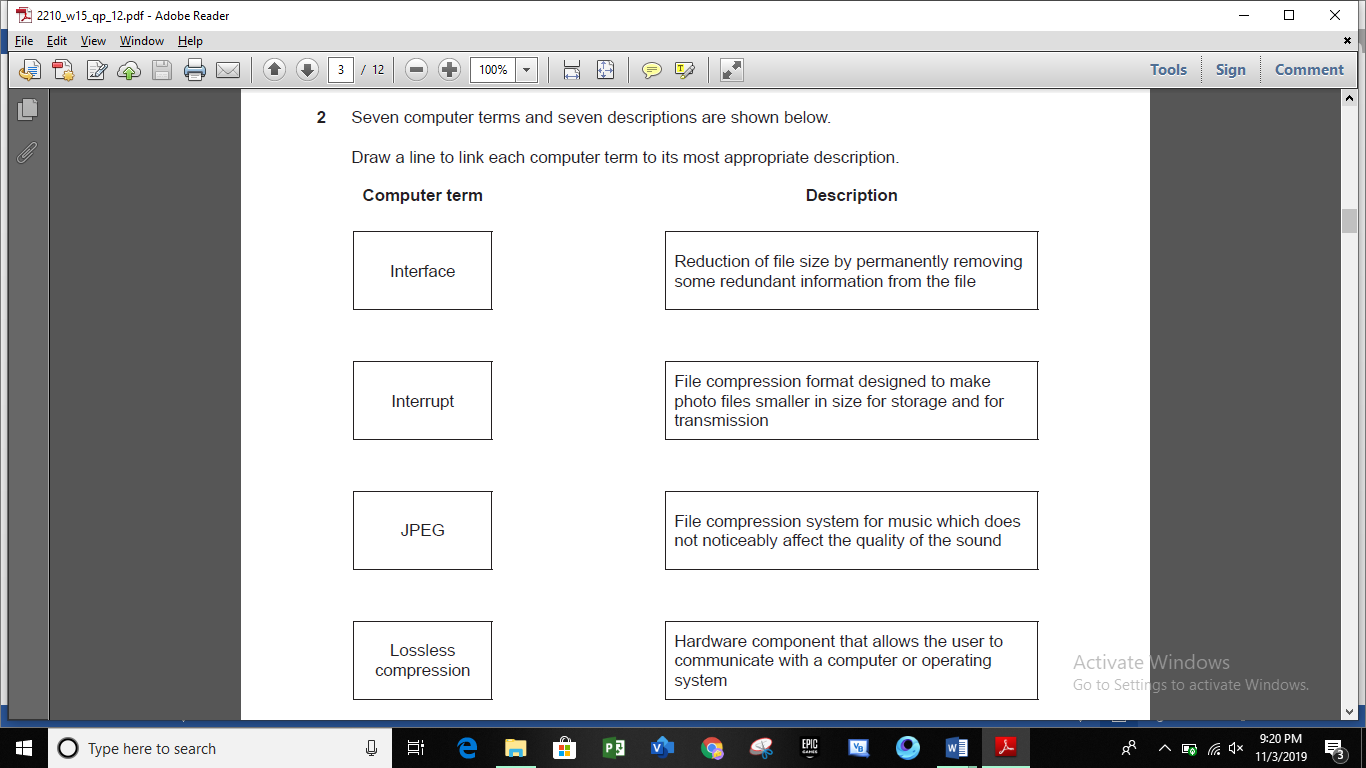 2210_w15_qp_12.pdf - Adobe Reader
File Edit View Window Help
3 / 12 100% Tools Sign Comment
2 Seven computer terms and seven descriptions are shown below.
Draw a line to link each computer term to its most appropriate description.
Computer term Description
Interface
Reduction of file size by permanently removing
some redundant information from the file
Interrupt
File compression format designed to make
photo files smaller in size for storage and for
transmission
JPEG
File compression system for music which does
not noticeably affect the quality of the sound
Lossless
compression
Hardware component that allows the user to
communicate with a computer or operating
system
Activate Windows
Go to Settings to activate Windows.
Type here to search
EPIC
GAMES
VB
9:20 PM
11/3/2019
3